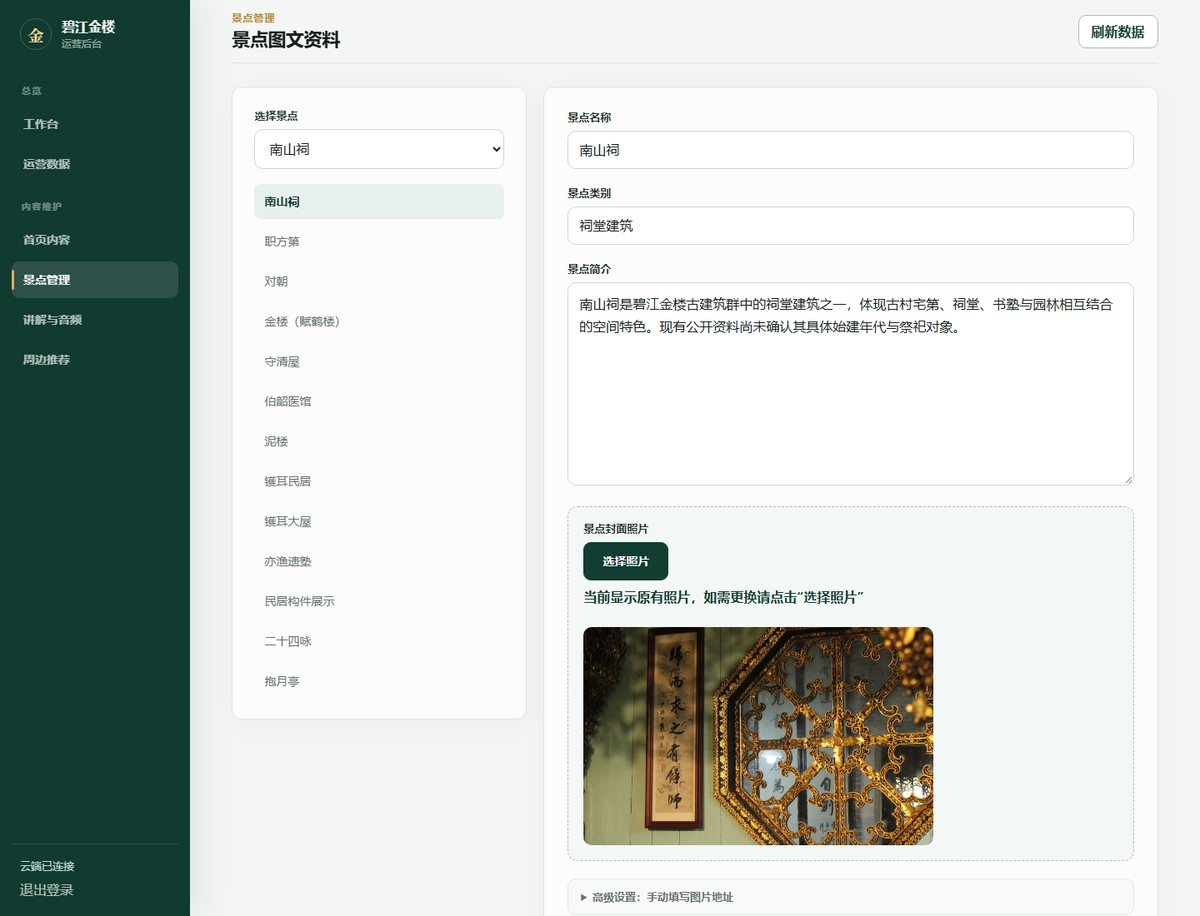 金
碧江金楼
运营后台
总览
工作台
运营数据
内容维护
首页内容
景点管理
讲解与音频
周边推荐
云端已连接
退出登录
景点管理
景点图文资料
刷新数据
选择景点
南山祠
南山祠
职方第
对朝
金楼（赋鹤楼）
守清屋
伯韶医馆
泥楼
镬耳民居
镬耳大屋
亦渔遗塾
民居构件展示
二十四咏
抱月亭
景点名称
南山祠
景点类别
祠堂建筑
景点简介
南山祠是碧江金楼古建筑群中的祠堂建筑之一，体现古村宅第、祠堂、书塾与园林相互结合
的空间特色。现有公开资料尚未确认其具体始建年代与祭祀对象。
景点封面照片
选择照片
当前显示原有照片，如需更换请点击“选择照片”
歸而求之有餘師
高级设置：手动填写图片地址